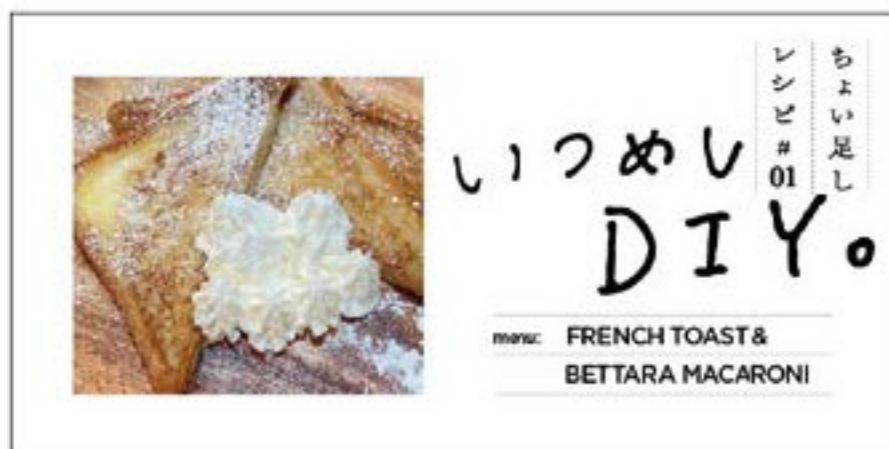 ちょい足し
レシピ#01
いつめし
DIY。
menu: FRENCH TOAST &
BETTARA MACARONI